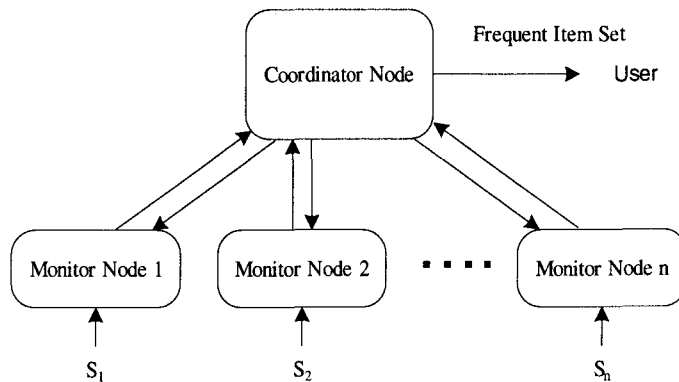 Frequent Item Set
Coordinator Node
User
Monitor Node 1
Monitor Node 2
Monitor Node n
S1
S2
Sn